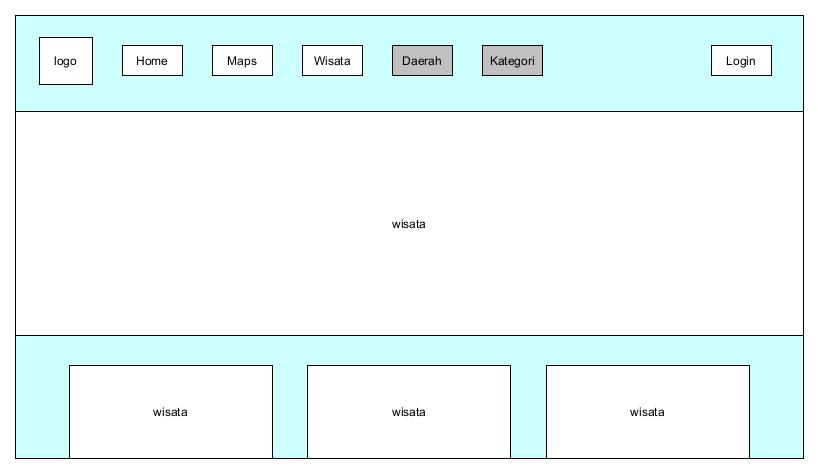 logo
Home
Maps
Wisata
Daerah
Kategori
Login
wisata
wisata
wisata
wisata